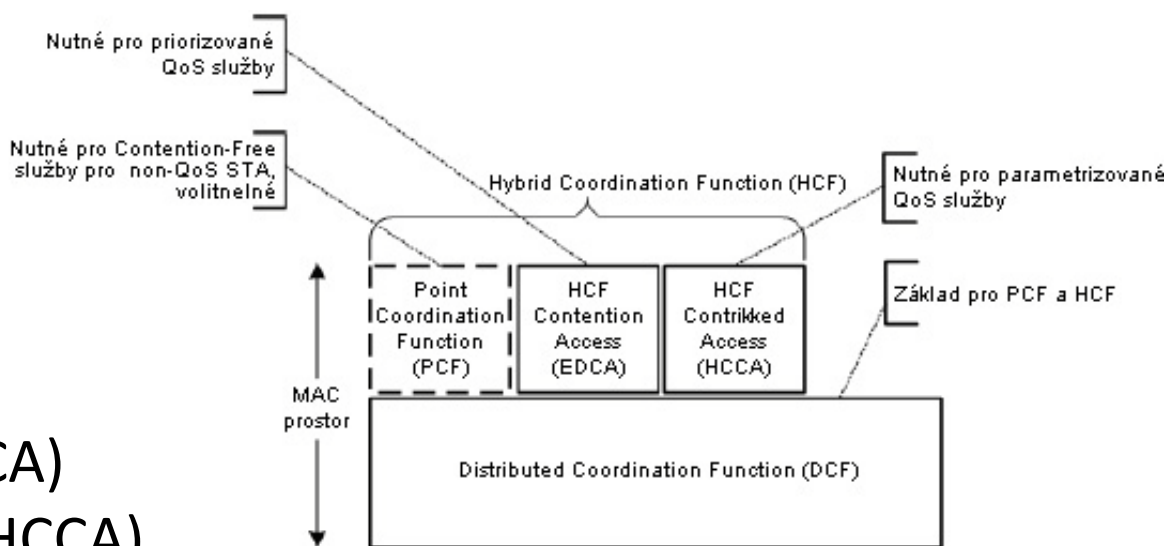 Nutné pro priorizované
QoS služby
Nutné pro Contention-Free
služby pro non-QoS STA,
volitnelné
Hybrid Coordination Function (HCF)
Nutné pro parametrizované
QoS služby
Základ pro PCF a HCF
Point
Coordination
Function
(PCF)
HCF
Contention
Access
(EDCA)
HCF
Contrikked
Access
(HCCA)
MAC
prostor
Distributed Coordination Function (DCF)
CA)
HCCA)